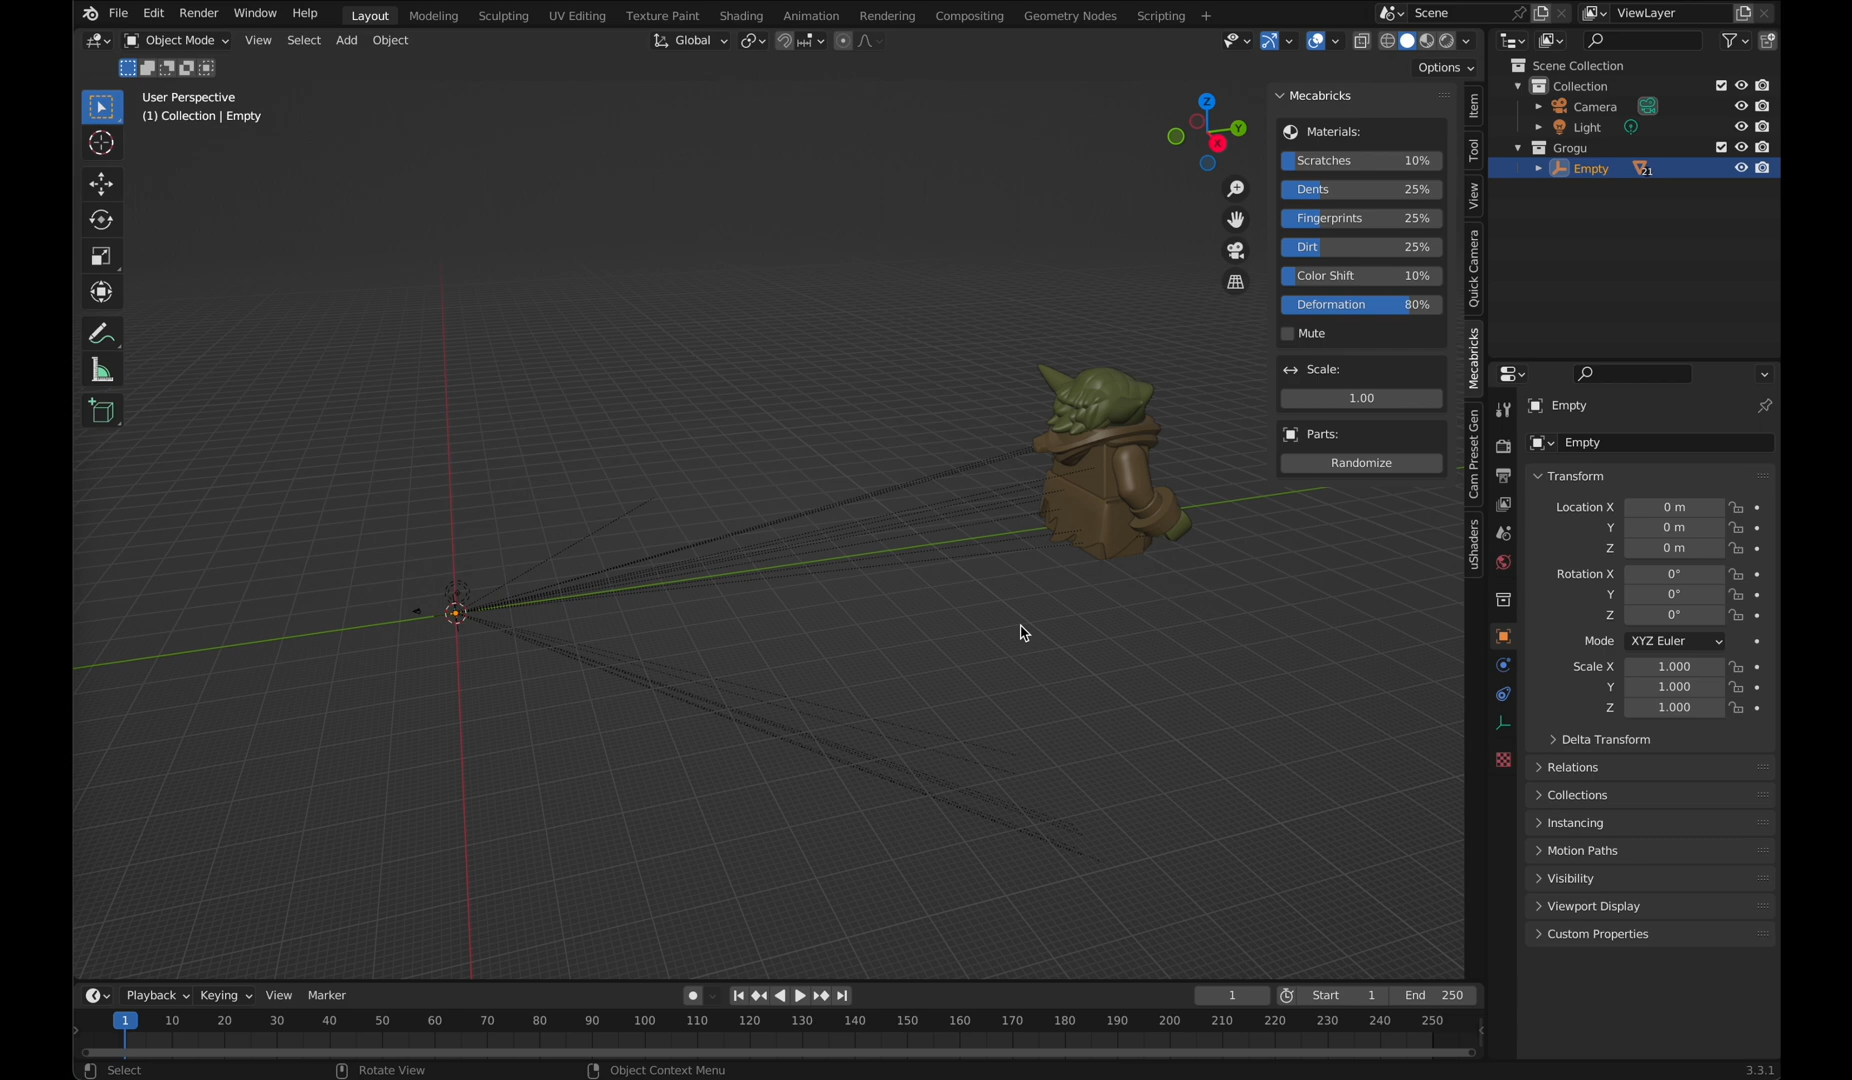 File Edit Render Window Help Layout Modeling Sculpting UV Editing Texture Paint Shading Animation Rendering Compositing Geometry Nodes Scripting + Scene ViewLayer
Object Mode View Select Add Object Global
Options
User Perspective
(1) Collection | Empty
Z
Y
X
Mecabricks
Materials:
Scratches 10%
Dents 25%
Fingerprints 25%
Dirt 25%
Color Shift 10%
Deformation 80%
Mute
Scale:
1.00
Parts:
Randomize
Item
Tool
View
Quick Camera
Mecabricks
Cam Preset Gen
uShaders
Scene Collection
Collection
Camera
Light
Grogu
Empty 21
Empty
Empty
Transform
Location X 0 m
Y 0 m
Z 0 m
Rotation X 0°
Y 0°
Z 0°
Mode XYZ Euler
Scale X 1.000
Y 1.000
Z 1.000
Delta Transform
Relations
Collections
Instancing
Motion Paths
Visibility
Viewport Display
Custom Properties
Playback Keying View Marker 1 Start 1 End 250
1 10 20 30 40 50 60 70 80 90 100 110 120 130 140 150 160 170 180 190 200 210 220 230 240 250
Select Rotate View Object Context Menu 3.3.1